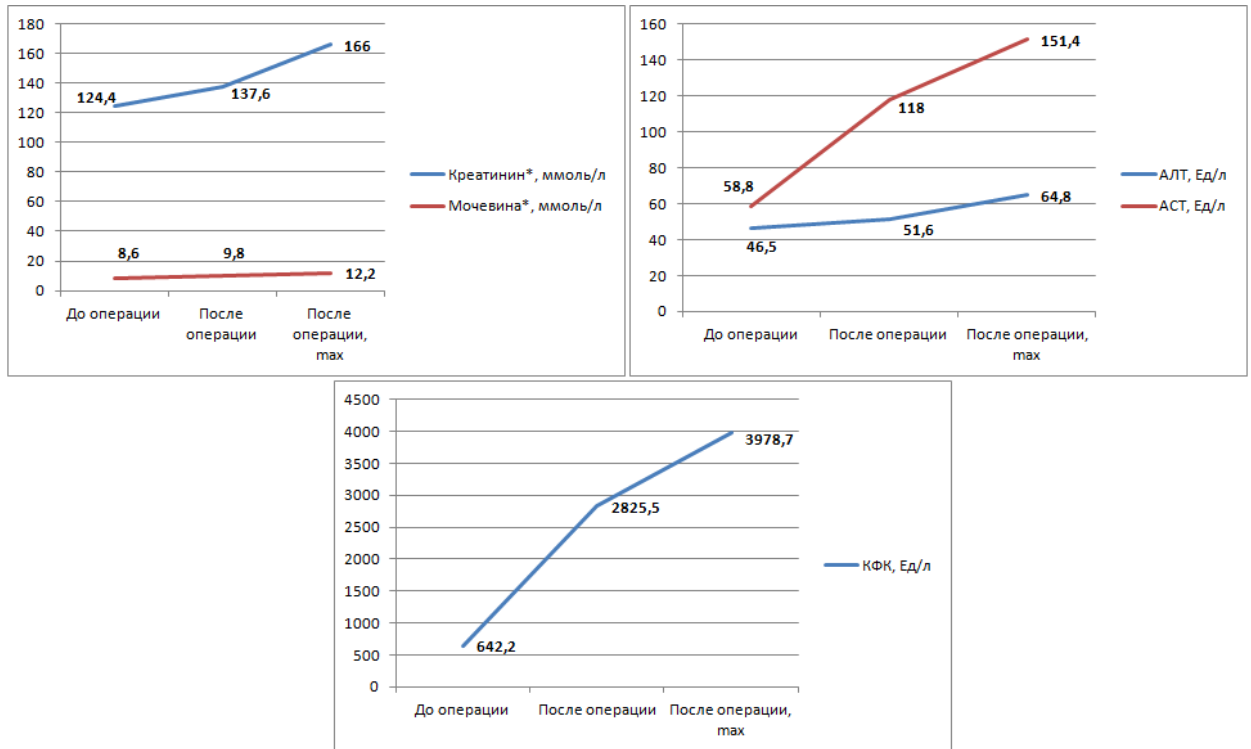 180
160
140
120
100
80
60
40
20
0
124,4
137,6
166
8,6
9,8
12,2
До операции
После
операции
После
операции,
max
Креатинин*, ммоль/л
Мочевина*, ммоль/л
160
140
120
100
80
60
40
20
0
58,8
118
151,4
46,5
51,6
64,8
До операции
После операции
После операции,
max
АЛТ, Ед/л
АСТ, Ед/л
4500
4000
3500
3000
2500
2000
1500
1000
500
0
642,2
2825,5
3978,7
До операции
После операции
После операции,
max
КФК, Ед/л